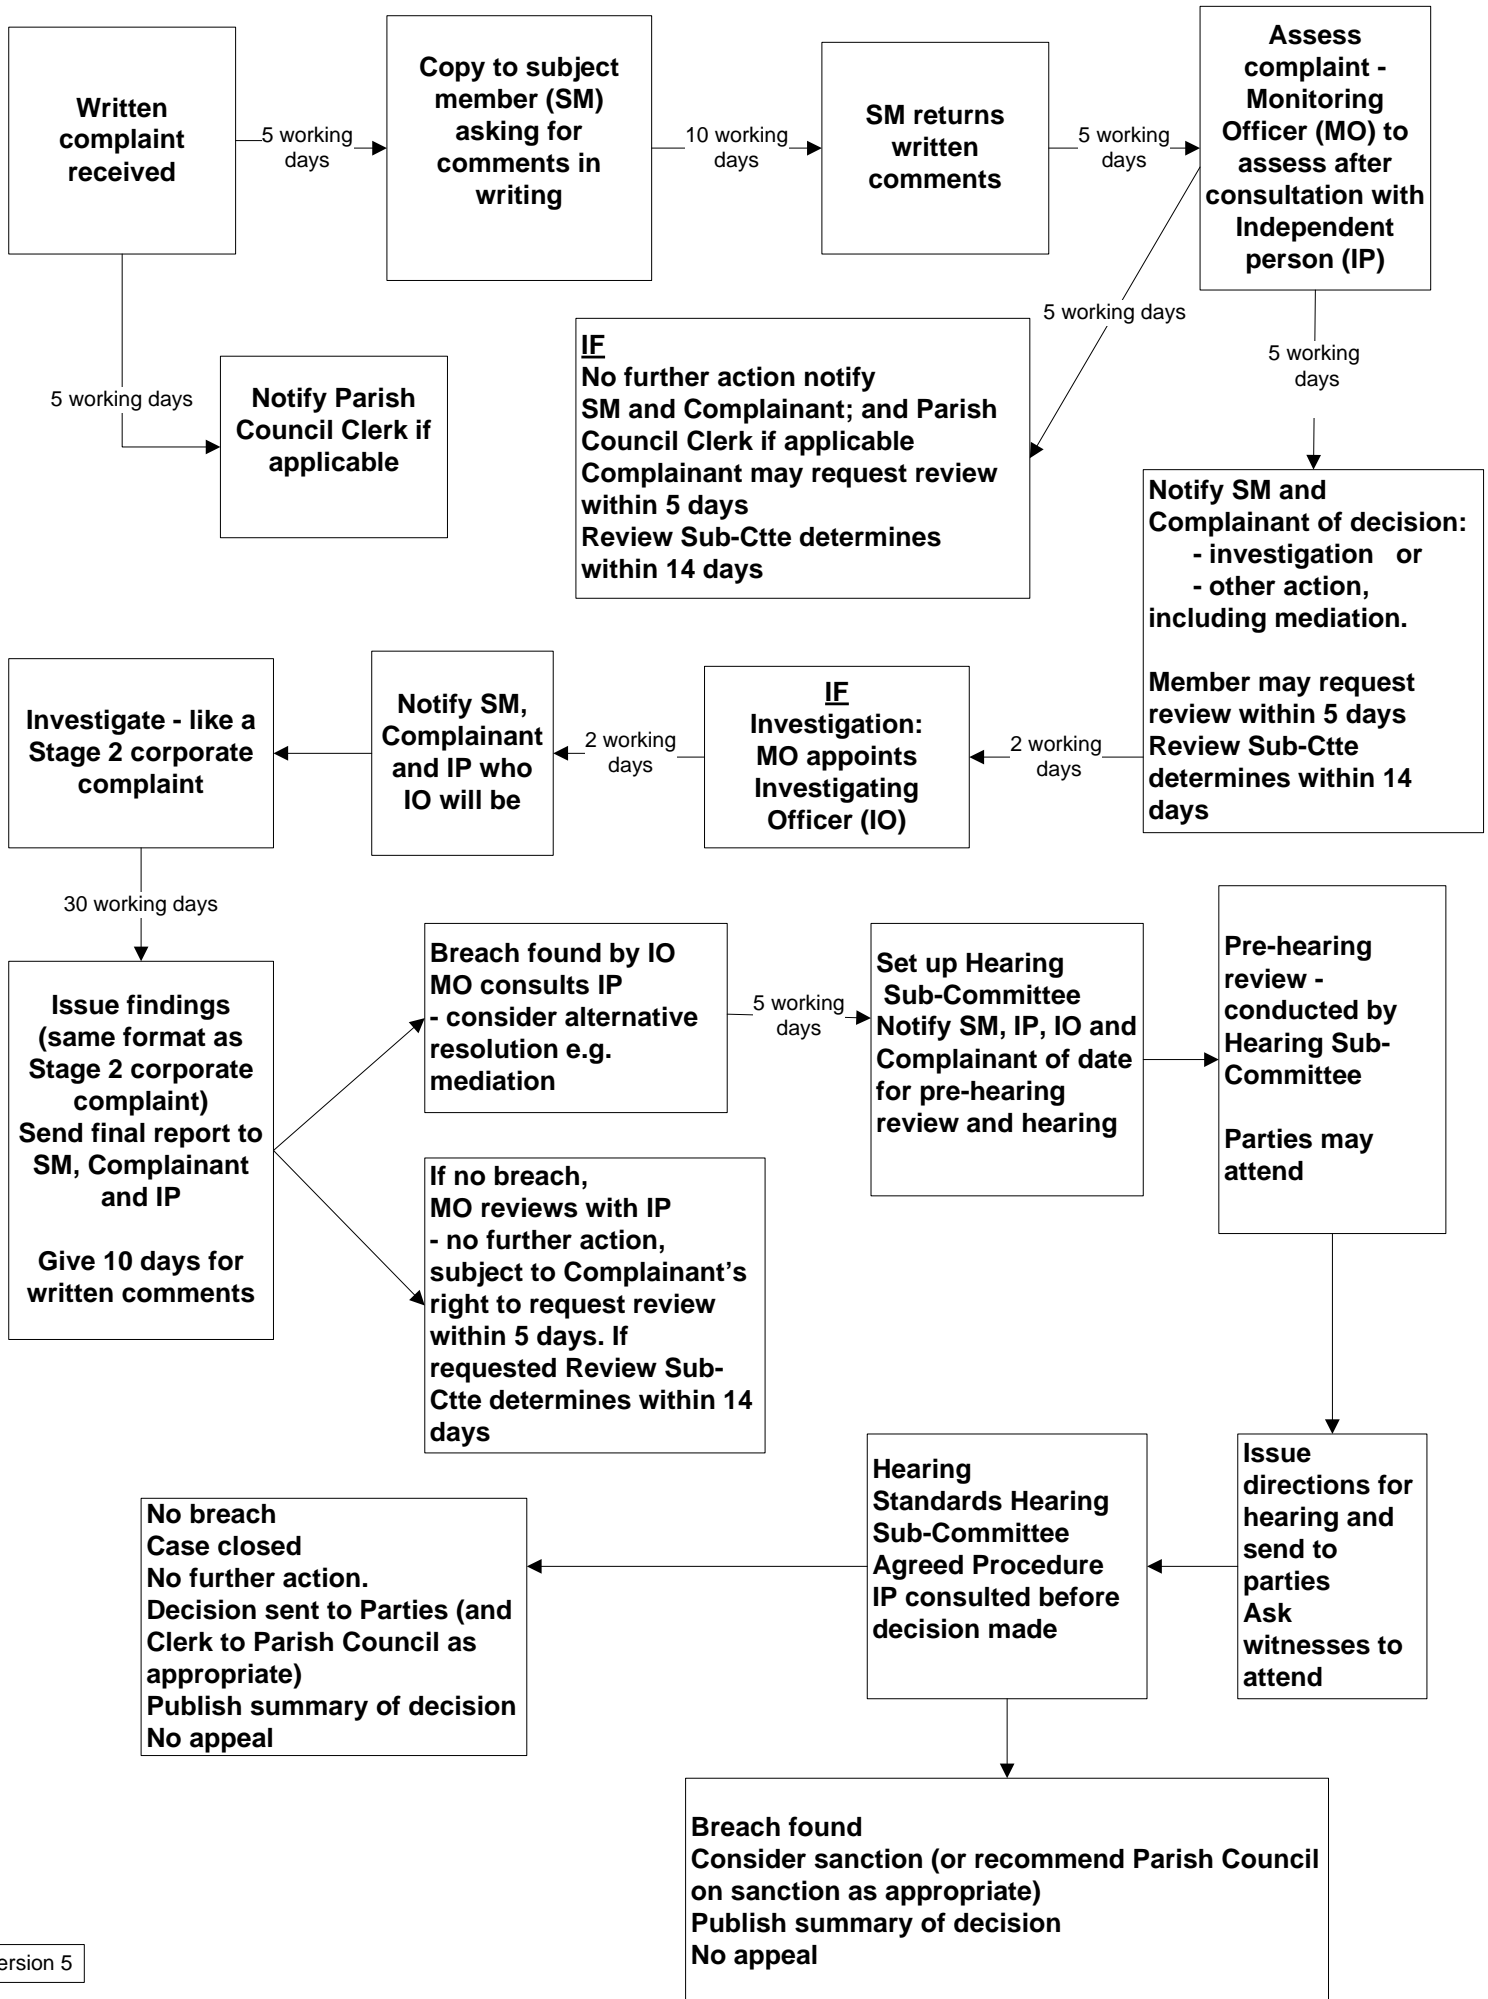 Written
complaint
received
5 working
days
Copy to subject
member (SM)
asking for
comments in
writing
10 working
days
SM returns
written
comments
5 working
days
Assess
complaint -
Monitoring
Officer (MO) to
assess after
consultation with
Independent
person (IP)
5 working days
Notify Parish
Council Clerk if
applicable
IF
No further action notify
SM and Complainant; and Parish
Council Clerk if applicable
Complainant may request review
within 5 days
Review Sub-Ctte determines
within 14 days
5 working days
5 working
days
Notify SM and
Complainant of decision:
- investigation or
- other action,
including mediation.
Member may request
review within 5 days
Review Sub-Ctte
determines within 14
days
2 working
days
IF
Investigation:
MO appoints
Investigating
Officer (IO)
2 working
days
Notify SM,
Complainant
and IP who
IO will be
Investigate - like a
Stage 2 corporate
complaint
30 working days
Issue findings
(same format as
Stage 2 corporate
complaint)
Send final report to
SM, Complainant
and IP
Give 10 days for
written comments
Breach found by IO
MO consults IP
- consider alternative
resolution e.g.
mediation
5 working
days
Set up Hearing
Sub-Committee
Notify SM, IP, IO and
Complainant of date
for pre-hearing
review and hearing
Pre-hearing
review -
conducted by
Hearing Sub-
Committee
Parties may
attend
If no breach,
MO reviews with IP
- no further action,
subject to Complainant’s
right to request review
within 5 days. If
requested Review Sub-
Ctte determines within 14
days
Issue
directions for
hearing and
send to
parties
Ask
witnesses to
attend
Hearing
Standards Hearing
Sub-Committee
Agreed Procedure
IP consulted before
decision made
No breach
Case closed
No further action.
Decision sent to Parties (and
Clerk to Parish Council as
appropriate)
Publish summary of decision
No appeal
Breach found
Consider sanction (or recommend Parish Council
on sanction as appropriate)
Publish summary of decision
No appeal
ersion 5